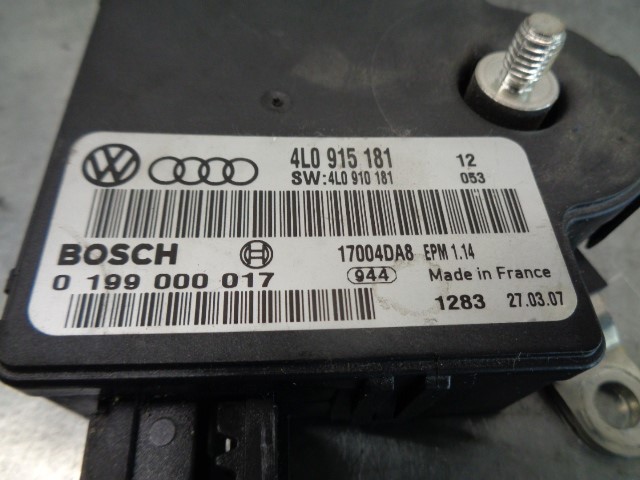 4L0 915 181 12
SW:4L0 910 181 053
BOSCH 17004DA8 EPM 1.14
0 199 000 017 944 Made in France
1283 27.03.07